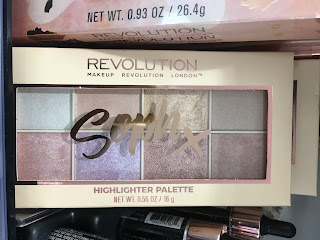 NET WT. 0.93 OZ / 26.4g
REVOLUTION
REVOLUTION
MAKEUP REVOLUTION LONDON™
Soph x
HIGHLIGHTER PALETTE
NET WT. 0.56 OZ / 16 g